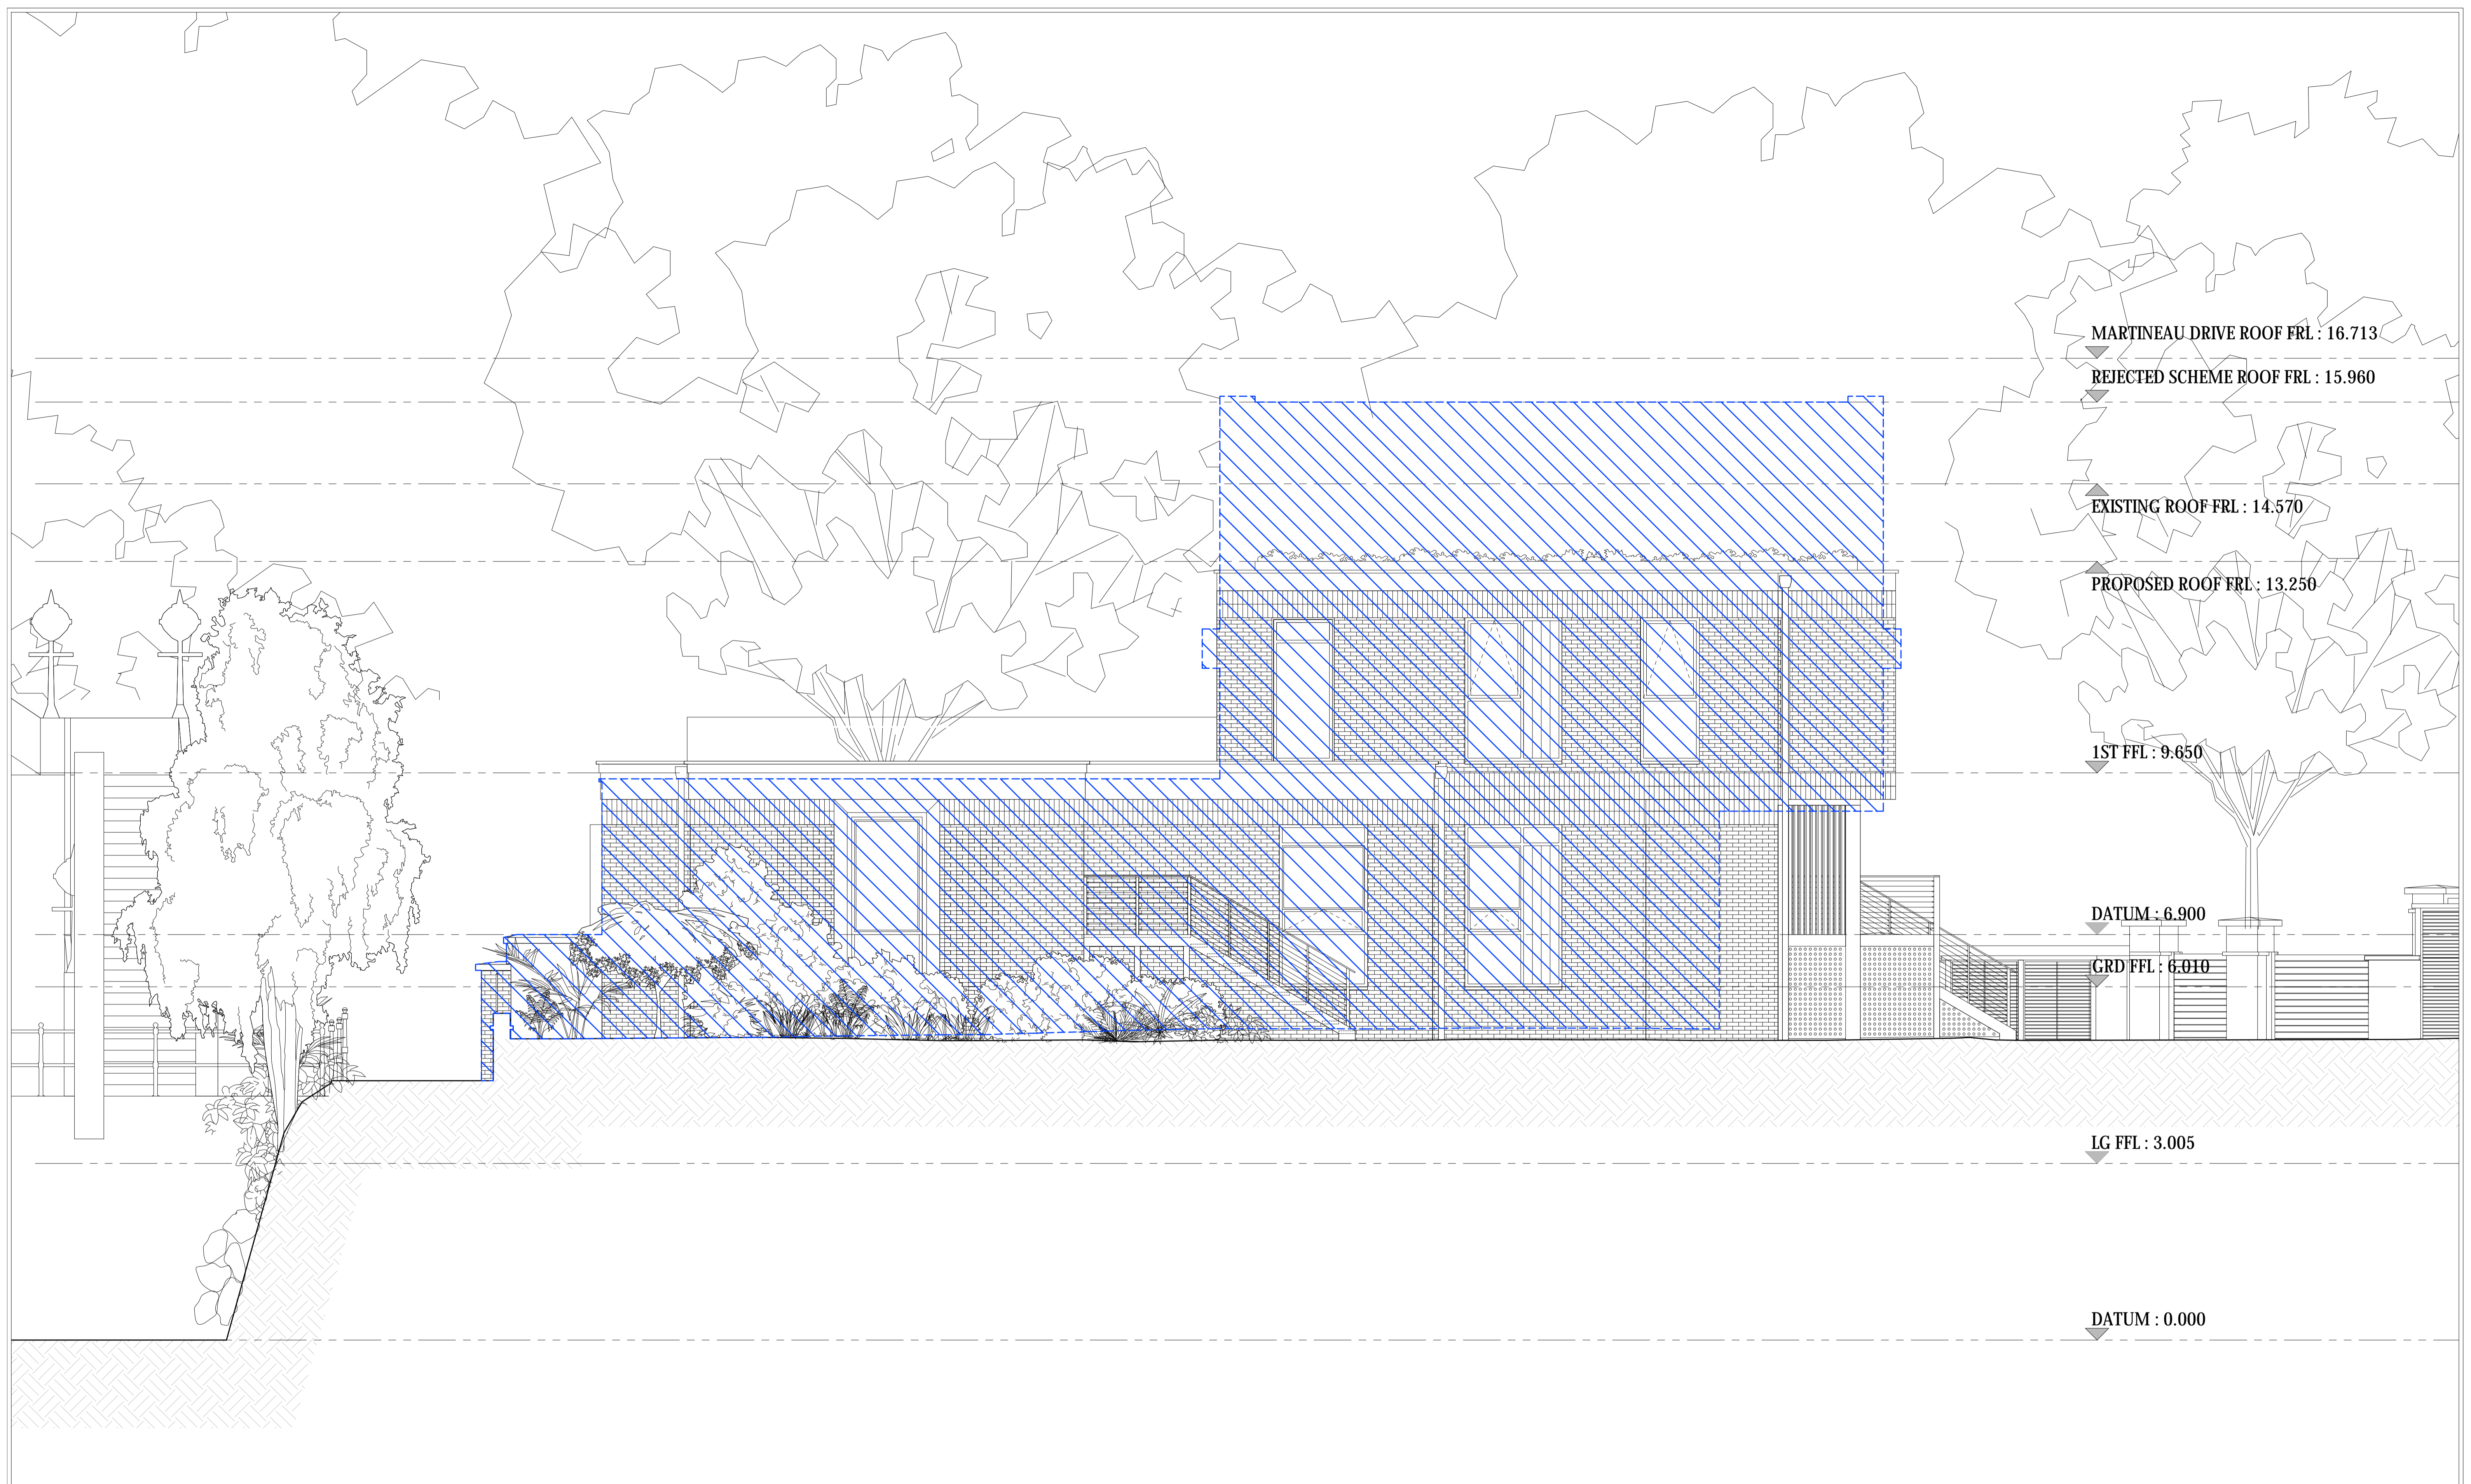 MARTINEAU DRIVE ROOF FRL : 16.713
REJECTED SCHEME ROOF FRL : 15.960
EXISTING ROOF FRL : 14.570
PROPOSED ROOF FRL : 13.250
1ST FFL : 9.650
DATUM : 6.900
GRD FFL : 6.010
LG FFL : 3.005
DATUM : 0.000